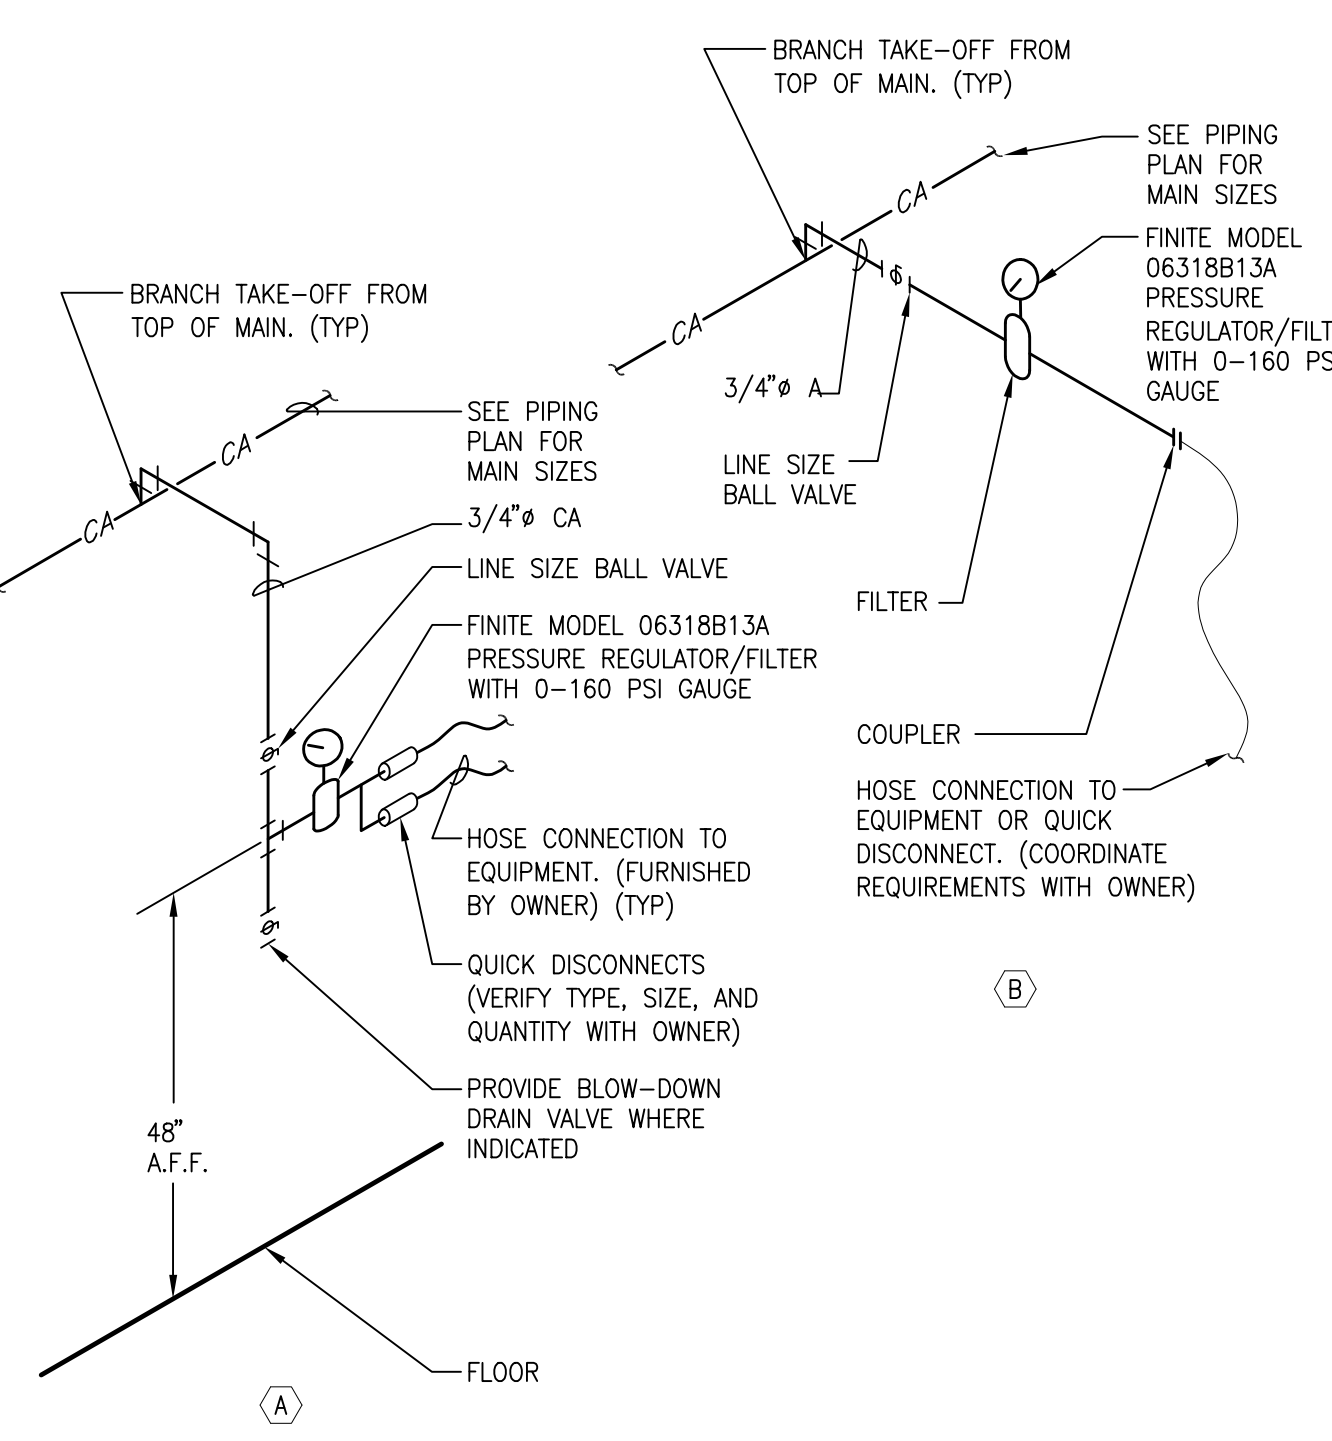 BRANCH TAKE-OFF FROM
TOP OF MAIN. (TYP)
CA
CA
SEE PIPING
PLAN FOR
MAIN SIZES
3/4"ø CA
LINE SIZE BALL VALVE
FINITE MODEL 06318B13A
PRESSURE REGULATOR/FILTER
WITH 0-160 PSI GAUGE
HOSE CONNECTION TO
EQUIPMENT. (FURNISHED
BY OWNER) (TYP)
QUICK DISCONNECTS
(VERIFY TYPE, SIZE, AND
QUANTITY WITH OWNER)
PROVIDE BLOW-DOWN
DRAIN VALVE WHERE
INDICATED
48"
A.F.F.
FLOOR
A
BRANCH TAKE-OFF FROM
TOP OF MAIN. (TYP)
CA
CA
SEE PIPING
PLAN FOR
MAIN SIZES
FINITE MODEL
06318B13A
PRESSURE
REGULATOR/FILT
WITH 0-160 PS
GAUGE
3/4"ø A
LINE SIZE
BALL VALVE
FILTER
COUPLER
HOSE CONNECTION TO
EQUIPMENT OR QUICK
DISCONNECT. (COORDINATE
REQUIREMENTS WITH OWNER)
B